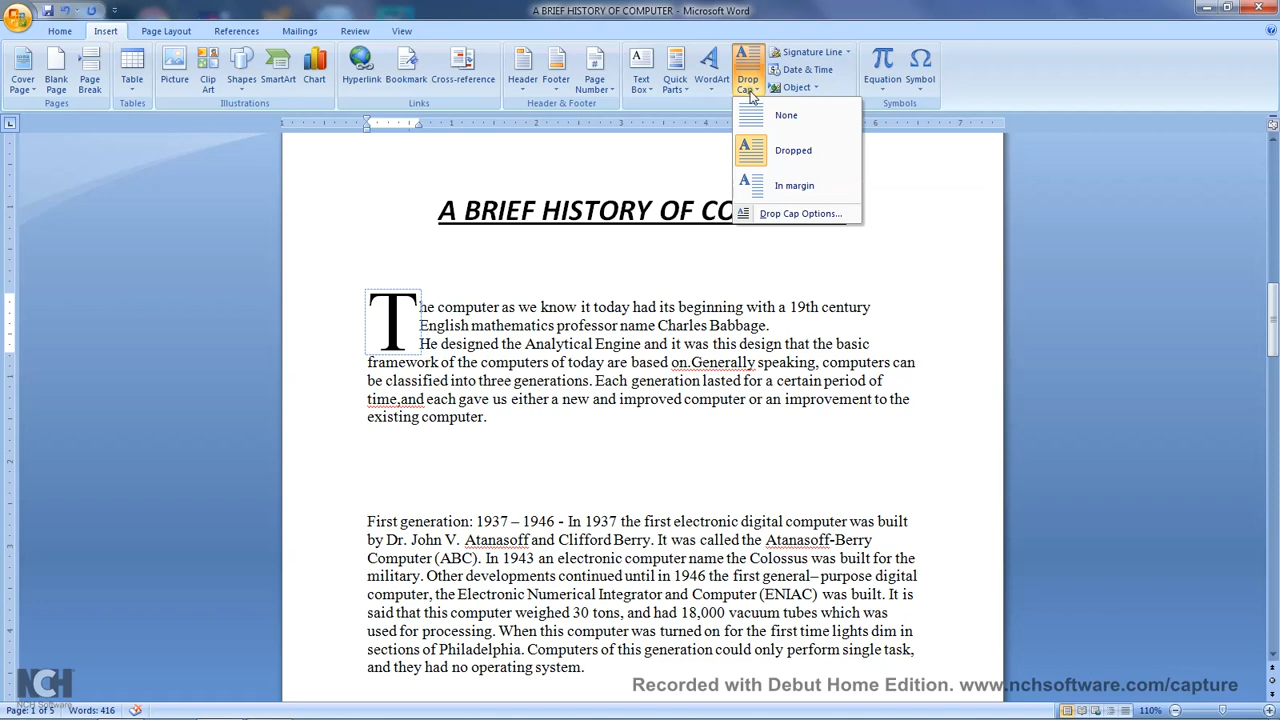 A BRIEF HISTORY OF COMPUTER - Microsoft Word
Home Insert Page Layout References Mailings Review View
Cover Page Blank Page Page Break Table Picture Clip Art Shapes SmartArt Chart Hyperlink Bookmark Cross-reference Header Footer Page Number Text Box Quick Parts WordArt Drop Cap Signature Line Date & Time Object Equation Symbol
Pages Tables Illustrations Links Header & Footer Symbols
None
Dropped
In margin
Drop Cap Options...
1 1 2 3 4 6 7
A BRIEF HISTORY OF CO
The computer as we know it today had its beginning with a 19th century
English mathematics professor name Charles Babbage.
He designed the Analytical Engine and it was this design that the basic
framework of the computers of today are based on.Generally speaking, computers can
be classified into three generations. Each generation lasted for a certain period of
time,and each gave us either a new and improved computer or an improvement to the
existing computer.
First generation: 1937 – 1946 - In 1937 the first electronic digital computer was built
by Dr. John V. Atanasoff and Clifford Berry. It was called the Atanasoff-Berry
Computer (ABC). In 1943 an electronic computer name the Colossus was built for the
military. Other developments continued until in 1946 the first general– purpose digital
computer, the Electronic Numerical Integrator and Computer (ENIAC) was built. It is
said that this computer weighed 30 tons, and had 18,000 vacuum tubes which was
used for processing. When this computer was turned on for the first time lights dim in
sections of Philadelphia. Computers of this generation could only perform single task,
and they had no operating system.
NCH
NCH Software
Recorded with Debut Home Edition. www.nchsoftware.com/capture
Page: 1 of 5 Words: 416 110%